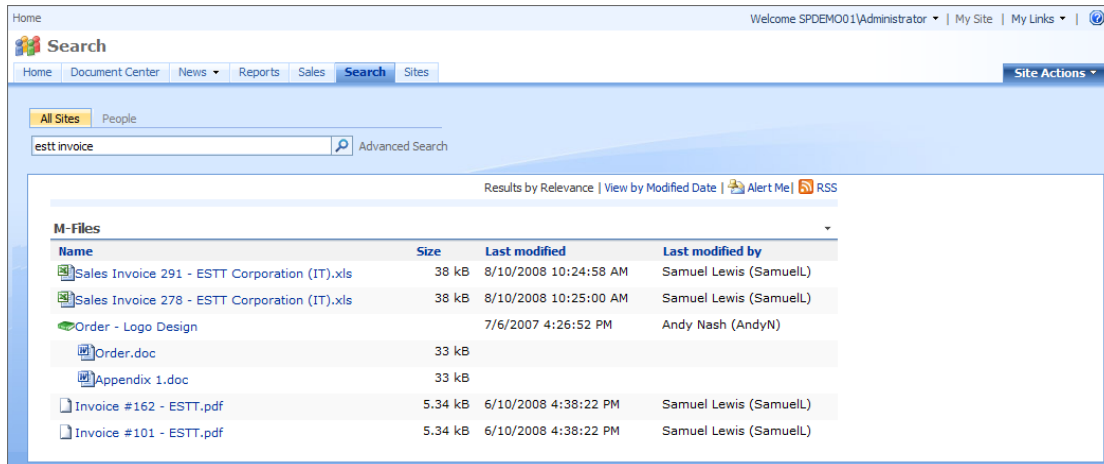 Home Welcome SPDEMO01\Administrator | My Site | My Links |
Search
Home Document Center News Reports Sales Search Sites Site Actions
All Sites People
estt invoice Advanced Search
Results by Relevance | View by Modified Date | Alert Me | RSS
M-Files
Name Size Last modified Last modified by
Sales Invoice 291 - ESTT Corporation (IT).xls 38 kB 8/10/2008 10:24:58 AM Samuel Lewis (SamuelL)
Sales Invoice 278 - ESTT Corporation (IT).xls 38 kB 8/10/2008 10:25:00 AM Samuel Lewis (SamuelL)
Order - Logo Design 7/6/2007 4:26:52 PM Andy Nash (AndyN)
Order.doc 33 kB
Appendix 1.doc 33 kB
Invoice #162 - ESTT.pdf 5.34 kB 6/10/2008 4:38:22 PM Samuel Lewis (SamuelL)
Invoice #101 - ESTT.pdf 5.34 kB 6/10/2008 4:38:22 PM Samuel Lewis (SamuelL)